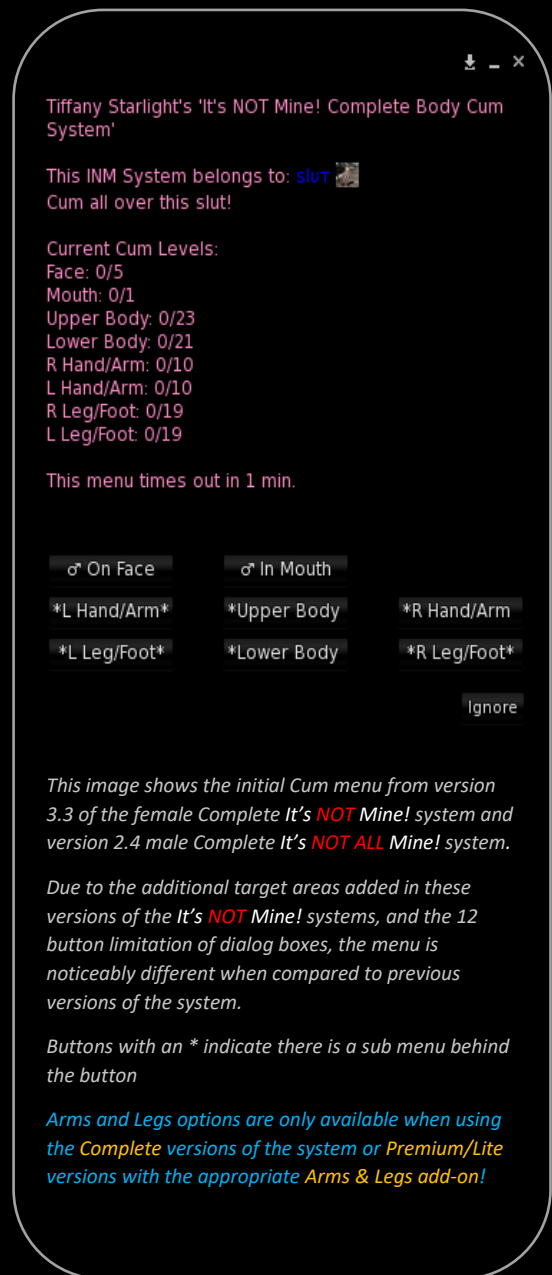 Tiffany Starlight's 'It's NOT Mine! Complete Body Cum
System'
This INM System belongs to: slut
Cum all over this slut!
Current Cum Levels:
Face: 0/5
Mouth: 0/1
Upper Body: 0/23
Lower Body: 0/21
R Hand/Arm: 0/10
L Hand/Arm: 0/10
R Leg/Foot: 0/19
L Leg/Foot: 0/19
This menu times out in 1 min.
♂ On Face ♂ In Mouth
*L Hand/Arm* *Upper Body *R Hand/Arm
*L Leg/Foot* *Lower Body *R Leg/Foot*
Ignore
This image shows the initial Cum menu from version
3.3 of the female Complete It’s NOT Mine! system and
version 2.4 male Complete It’s NOT ALL Mine! system.
Due to the additional target areas added in these
versions of the It’s NOT Mine! systems, and the 12
button limitation of dialog boxes, the menu is
noticeably different when compared to previous
versions of the system.
Buttons with an * indicate there is a sub menu behind
the button
Arms and Legs options are only available when using
the Complete versions of the system or Premium/Lite
versions with the appropriate Arms & Legs add-on!